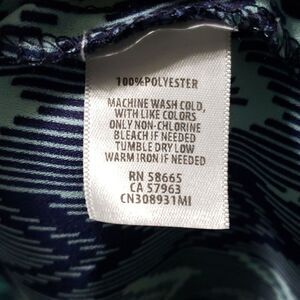 100%POLYESTER
MACHINE WASH COLD,
WITH LIKE COLORS
ONLY NON-CHLORINE
BLEACH IF NEEDED
TUMBLE DRY LOW
WARM IRON IF NEEDED
RN 58665
CA 57963
CN308931MI